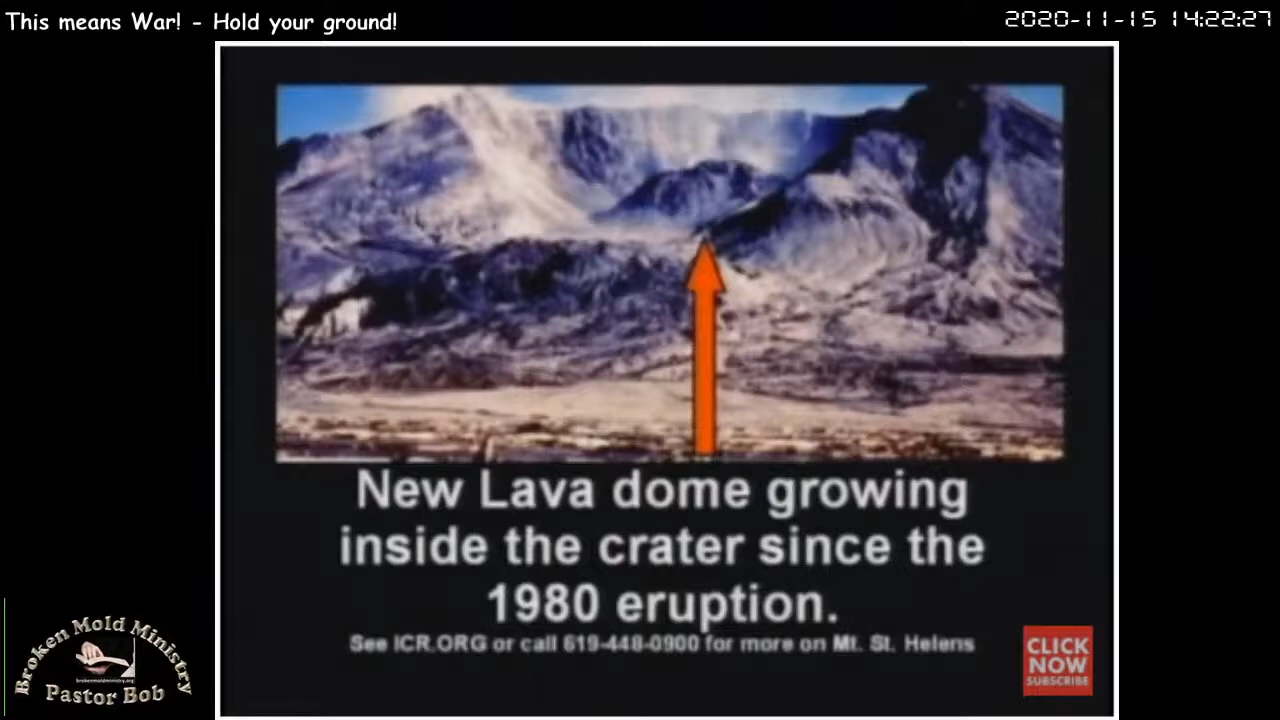 This means War! - Hold your ground!
2020-11-15 14:22:27
New Lava dome growing
inside the crater since the
1980 eruption.
See ICR.ORG or call 619-448-0900 for more on Mt. St. Helens
Broken Mold Ministry
brokenmoldministry.org
Pastor Bob
CLICK
NOW
SUBSCRIBE